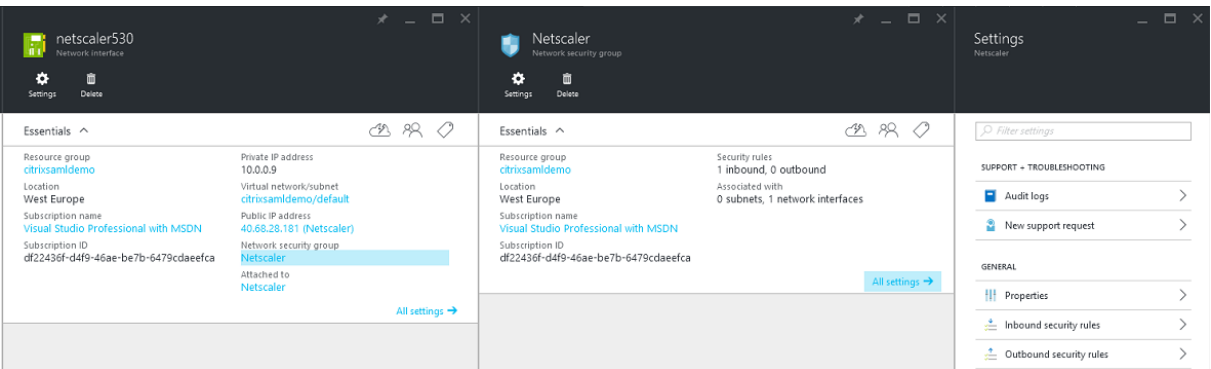 netscaler530
Network interface
Settings
Delete
Essentials
Resource group
citrixsamldemo
Location
West Europe
Subscription name
Visual Studio Professional with MSDN
Subscription ID
df22436f-d4f9-46ae-be7b-6479cdaeefca
Private IP address
10.0.0.9
Virtual network/subnet
citrixsamldemo/default
Public IP address
40.68.28.181 (Netscaler)
Network security group
Netscaler
Attached to
Netscaler
All settings →
Netscaler
Network security group
Settings
Delete
Essentials
Resource group
citrixsamldemo
Location
West Europe
Subscription name
Visual Studio Professional with MSDN
Subscription ID
df22436f-d4f9-46ae-be7b-6479cdaeefca
Security rules
1 inbound, 0 outbound
Associated with
0 subnets, 1 network interfaces
All settings →
Settings
Netscaler
Filter settings
SUPPORT + TROUBLESHOOTING
Audit logs
New support request
GENERAL
Properties
Inbound security rules
Outbound security rules